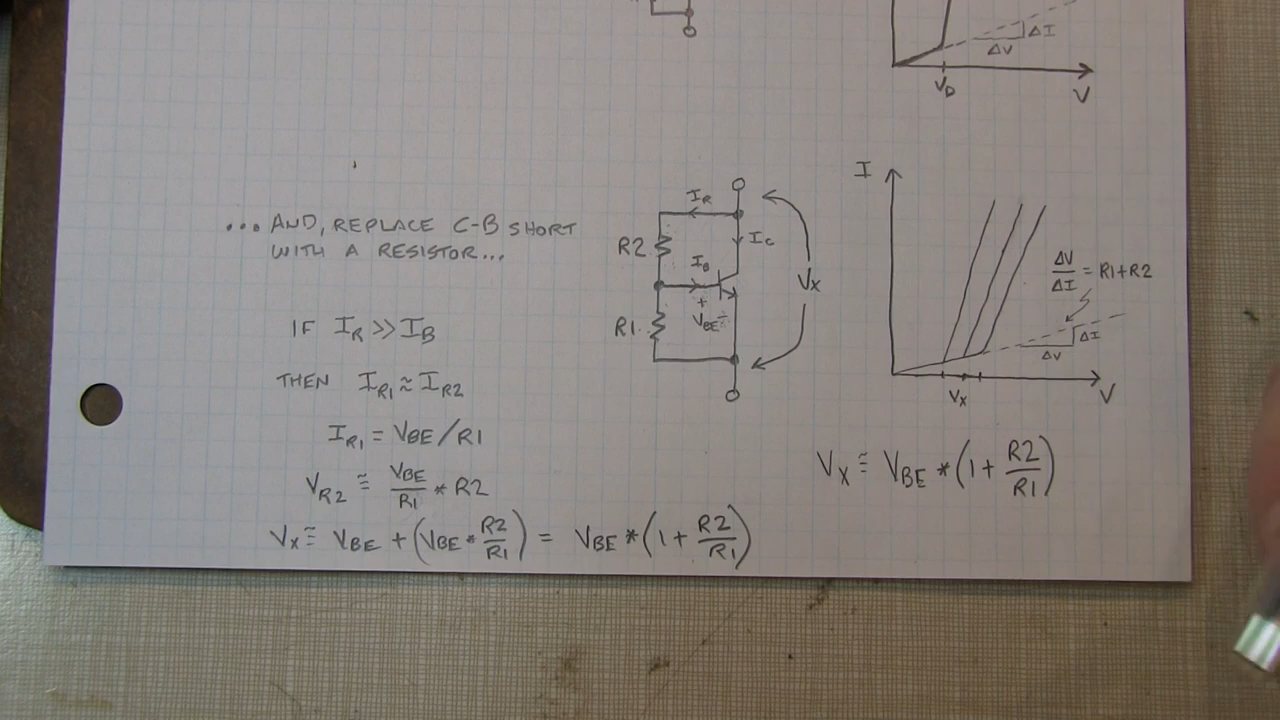 ΔI
ΔV
V_D
V
... AND, REPLACE C-B SHORT
WITH A RESISTOR...
IF I_R >> I_B
THEN I_R1 ≈ I_R2
I_R1 = V_BE / R1
V_R2 ≅ V_BE/R1 * R2
V_X ≅ V_BE + (V_BE * R2/R1) = V_BE * (1 + R2/R1)
I_R
R2
I_C
I_B
+
V_BE
-
R1
V_X
I
ΔV/ΔI = R1+R2
ΔI
ΔV
V_X
V
V_X ≅ V_BE * (1 + R2/R1)